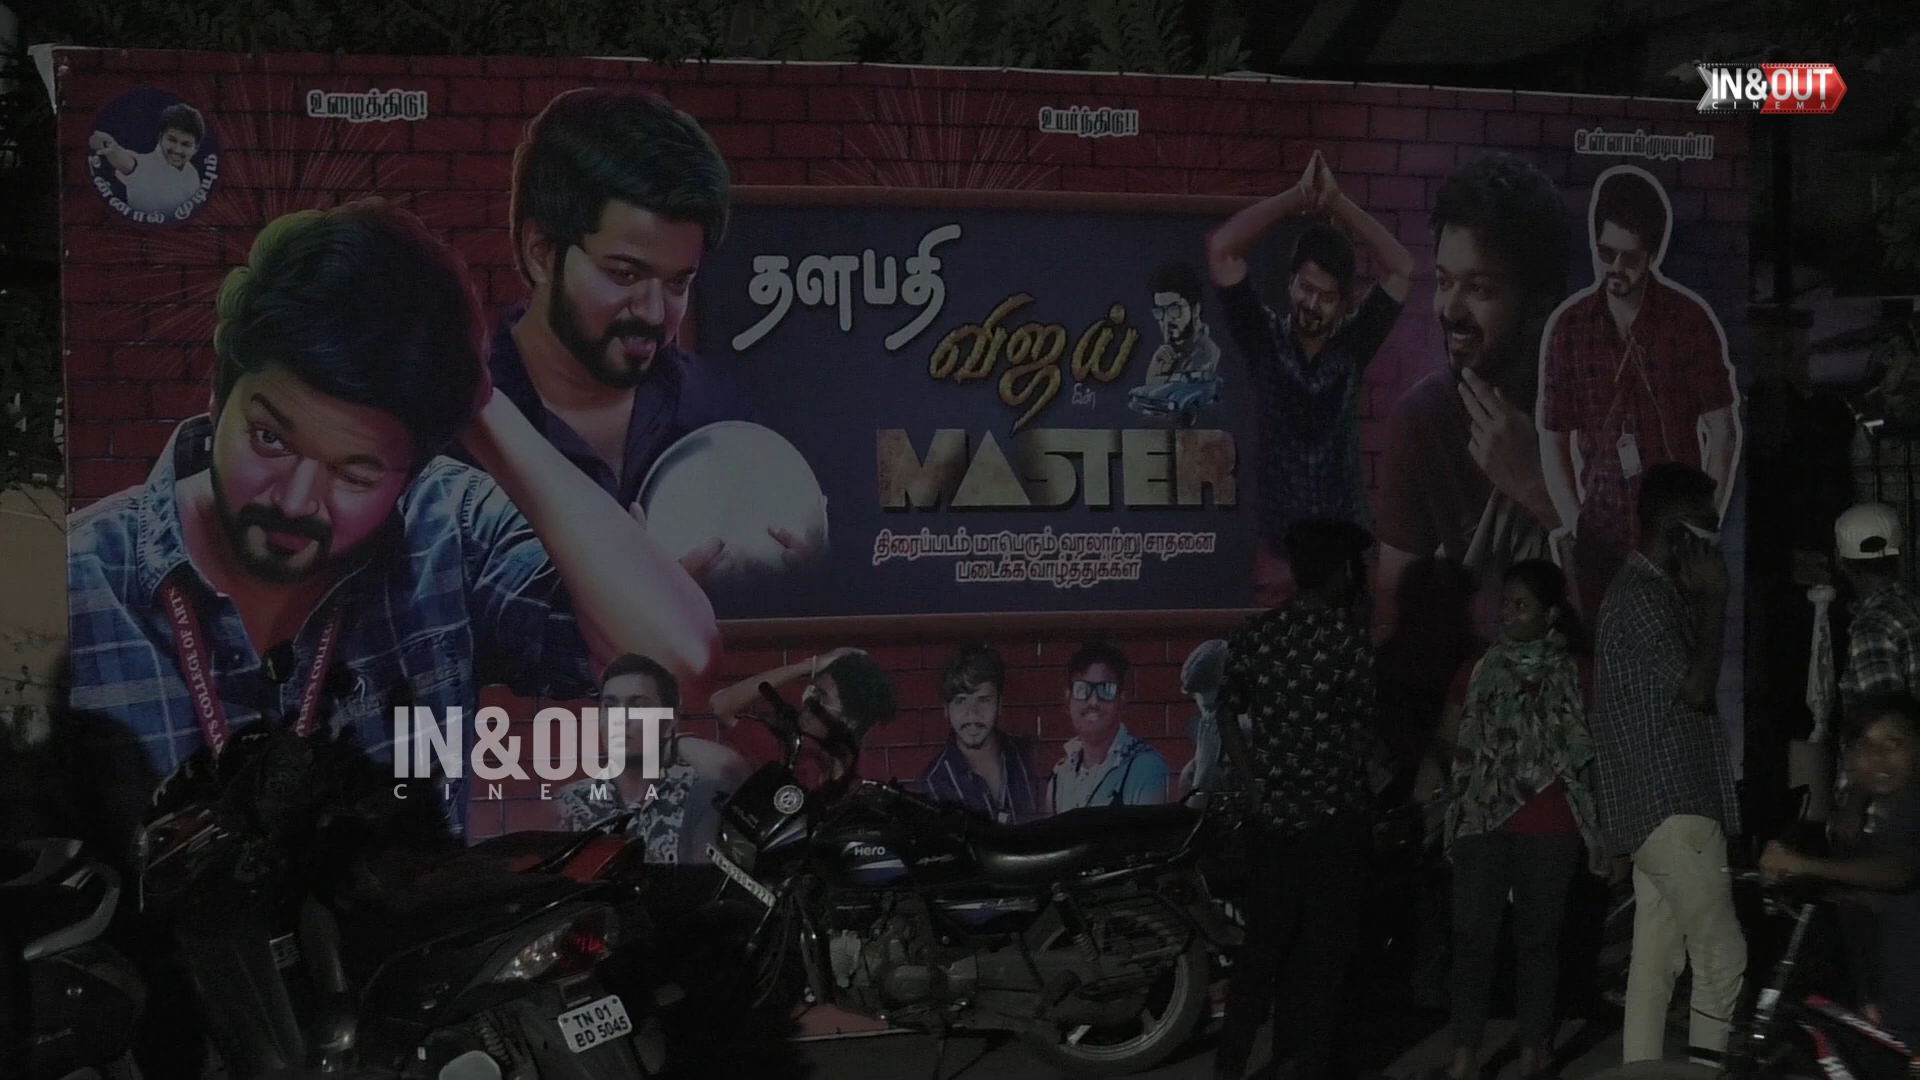 உழைத்திடு!
உயர்ந்திடு!!
உன்னால்முடியும்!!!
IN&OUT
CINEMA
உன்னால் முடியும்
தளபதி
விஜய்
யின்
MASTER
திரைப்படம் மாபெரும் வரலாற்று சாதனை
படைக்க வாழ்த்துக்கள்
IN&OUT
CINEMA
Hero
TN 01
BD 5045